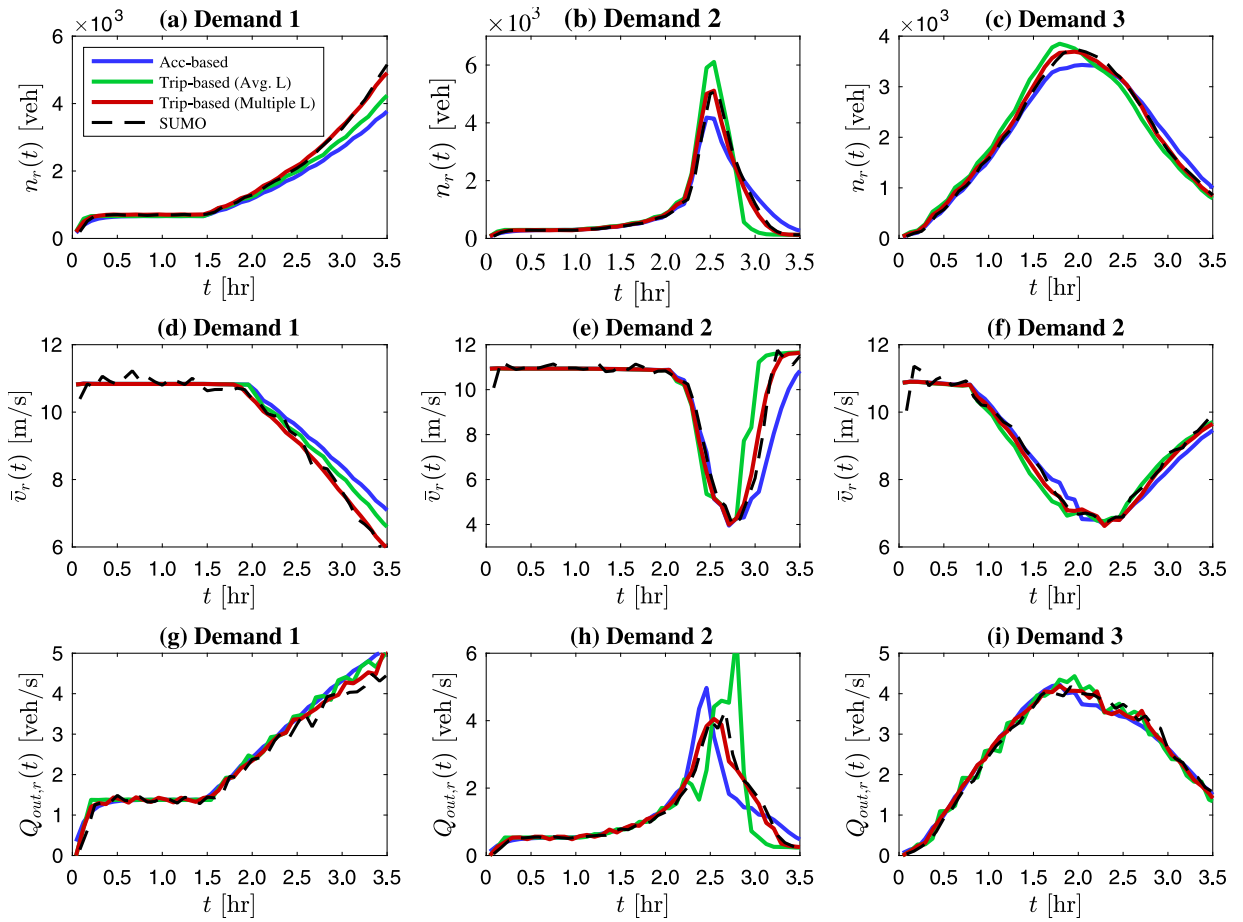 (a) Demand 1
×10³
n_r(t) [veh]
6
4
2
0
Acc-based
Trip-based (Avg. L)
Trip-based (Multiple L)
SUMO
0 0.5 1.0 1.5 2.0 2.5 3.0 3.5
t [hr]
(b) Demand 2
×10³
n_r(t) [veh]
6
4
2
0
0 0.5 1.0 1.5 2.0 2.5 3.0 3.5
t [hr]
(c) Demand 3
×10³
n_r(t) [veh]
4
3
2
1
0
0 0.5 1.0 1.5 2.0 2.5 3.0 3.5
t [hr]
(d) Demand 1
v̄_r(t) [m/s]
12
10
8
6
0 0.5 1.0 1.5 2.0 2.5 3.0 3.5
t [hr]
(e) Demand 2
v̄_r(t) [m/s]
12
10
8
6
4
0 0.5 1.0 1.5 2.0 2.5 3.0 3.5
t [hr]
(f) Demand 2
v̄_r(t) [m/s]
12
10
8
6
0 0.5 1.0 1.5 2.0 2.5 3.0 3.5
t [hr]
(g) Demand 1
Q_out,r(t) [veh/s]
5
4
3
2
1
0
0 0.5 1.0 1.5 2.0 2.5 3.0 3.5
t [hr]
(h) Demand 2
Q_out,r(t) [veh/s]
6
4
2
0
0 0.5 1.0 1.5 2.0 2.5 3.0 3.5
t [hr]
(i) Demand 3
Q_out,r(t) [veh/s]
5
4
3
2
1
0
0 0.5 1.0 1.5 2.0 2.5 3.0 3.5
t [hr]